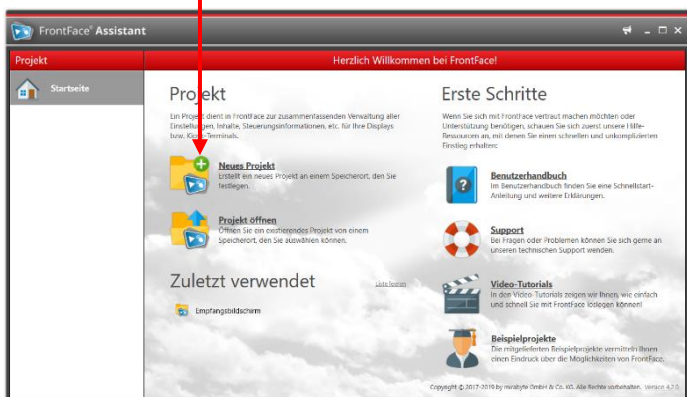 FrontFace® Assistant
Projekt
Herzlich Willkommen bei FrontFace!
Startseite
Projekt
Ein Projekt dient in FrontFace zur zusammenfassenden Verwaltung aller
Einstellungen, Inhalte, Steuerungsinformationen, etc. für Ihre Displays
bzw. Kiosk-Terminals.
Neues Projekt
Erstellt ein neues Projekt an einem Speicherort, den Sie
festlegen.
Projekt öffnen
Öffnen Sie ein existierendes Projekt von einem
Speicherort, den Sie auswählen können.
Zuletzt verwendet
Liste leeren
Empfangsbildschirm
Erste Schritte
Wenn Sie sich mit FrontFace vertraut machen möchten oder
Unterstützung benötigen, schauen Sie sich zuerst unsere Hilfe-
Ressourcen an, mit denen Sie einen schnellen und unkomplizierten
Einstieg erhalten:
Benutzerhandbuch
Im Benutzerhandbuch finden Sie eine Schnellstart-
Anleitung und weitere Erklärungen.
Support
Bei Fragen oder Problemen können Sie sich gerne an
unseren technischen Support wenden.
Video-Tutorials
In den Video-Tutorials zeigen wir Ihnen, wie einfach
und schnell Sie mit FrontFace loslegen können!
Beispielprojekte
Die mitgelieferten Beispielprojekte vermitteln Ihnen
einen Eindruck über die Möglichkeiten von FrontFace.
Copyright © 2017-2019 by mirabyte GmbH & Co. KG. Alle Rechte vorbehalten. Version 4.2.0